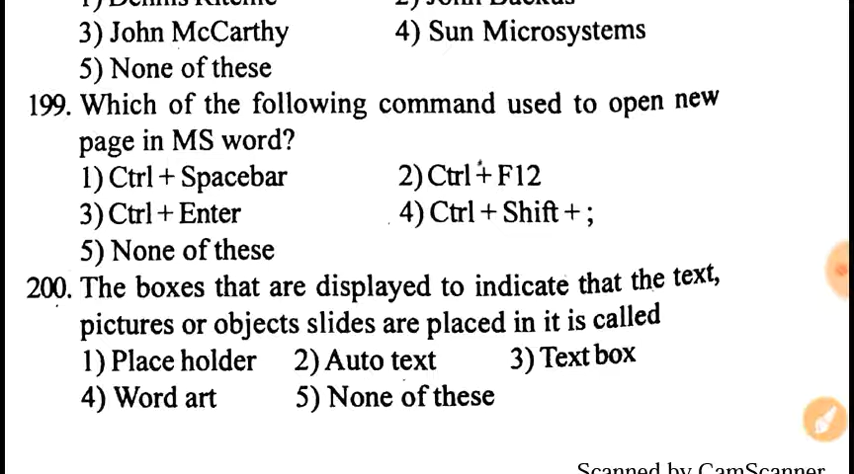 3) John McCarthy 4) Sun Microsystems
5) None of these
199. Which of the following command used to open new
page in MS word?
1) Ctrl + Spacebar 2) Ctrl + F12
3) Ctrl + Enter 4) Ctrl + Shift + ;
5) None of these
200. The boxes that are displayed to indicate that the text,
pictures or objects slides are placed in it is called
1) Place holder 2) Auto text 3) Text box
4) Word art 5) None of these
Scanned by CamScanner